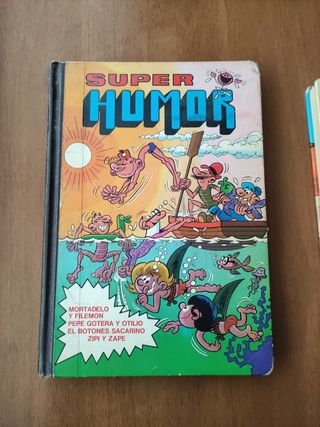 SUPER
HUMOR
MORTADELO
Y FILEMON
PEPE GOTERA Y OTILIO
EL BOTONES SACARINO
ZIPI Y ZAPE